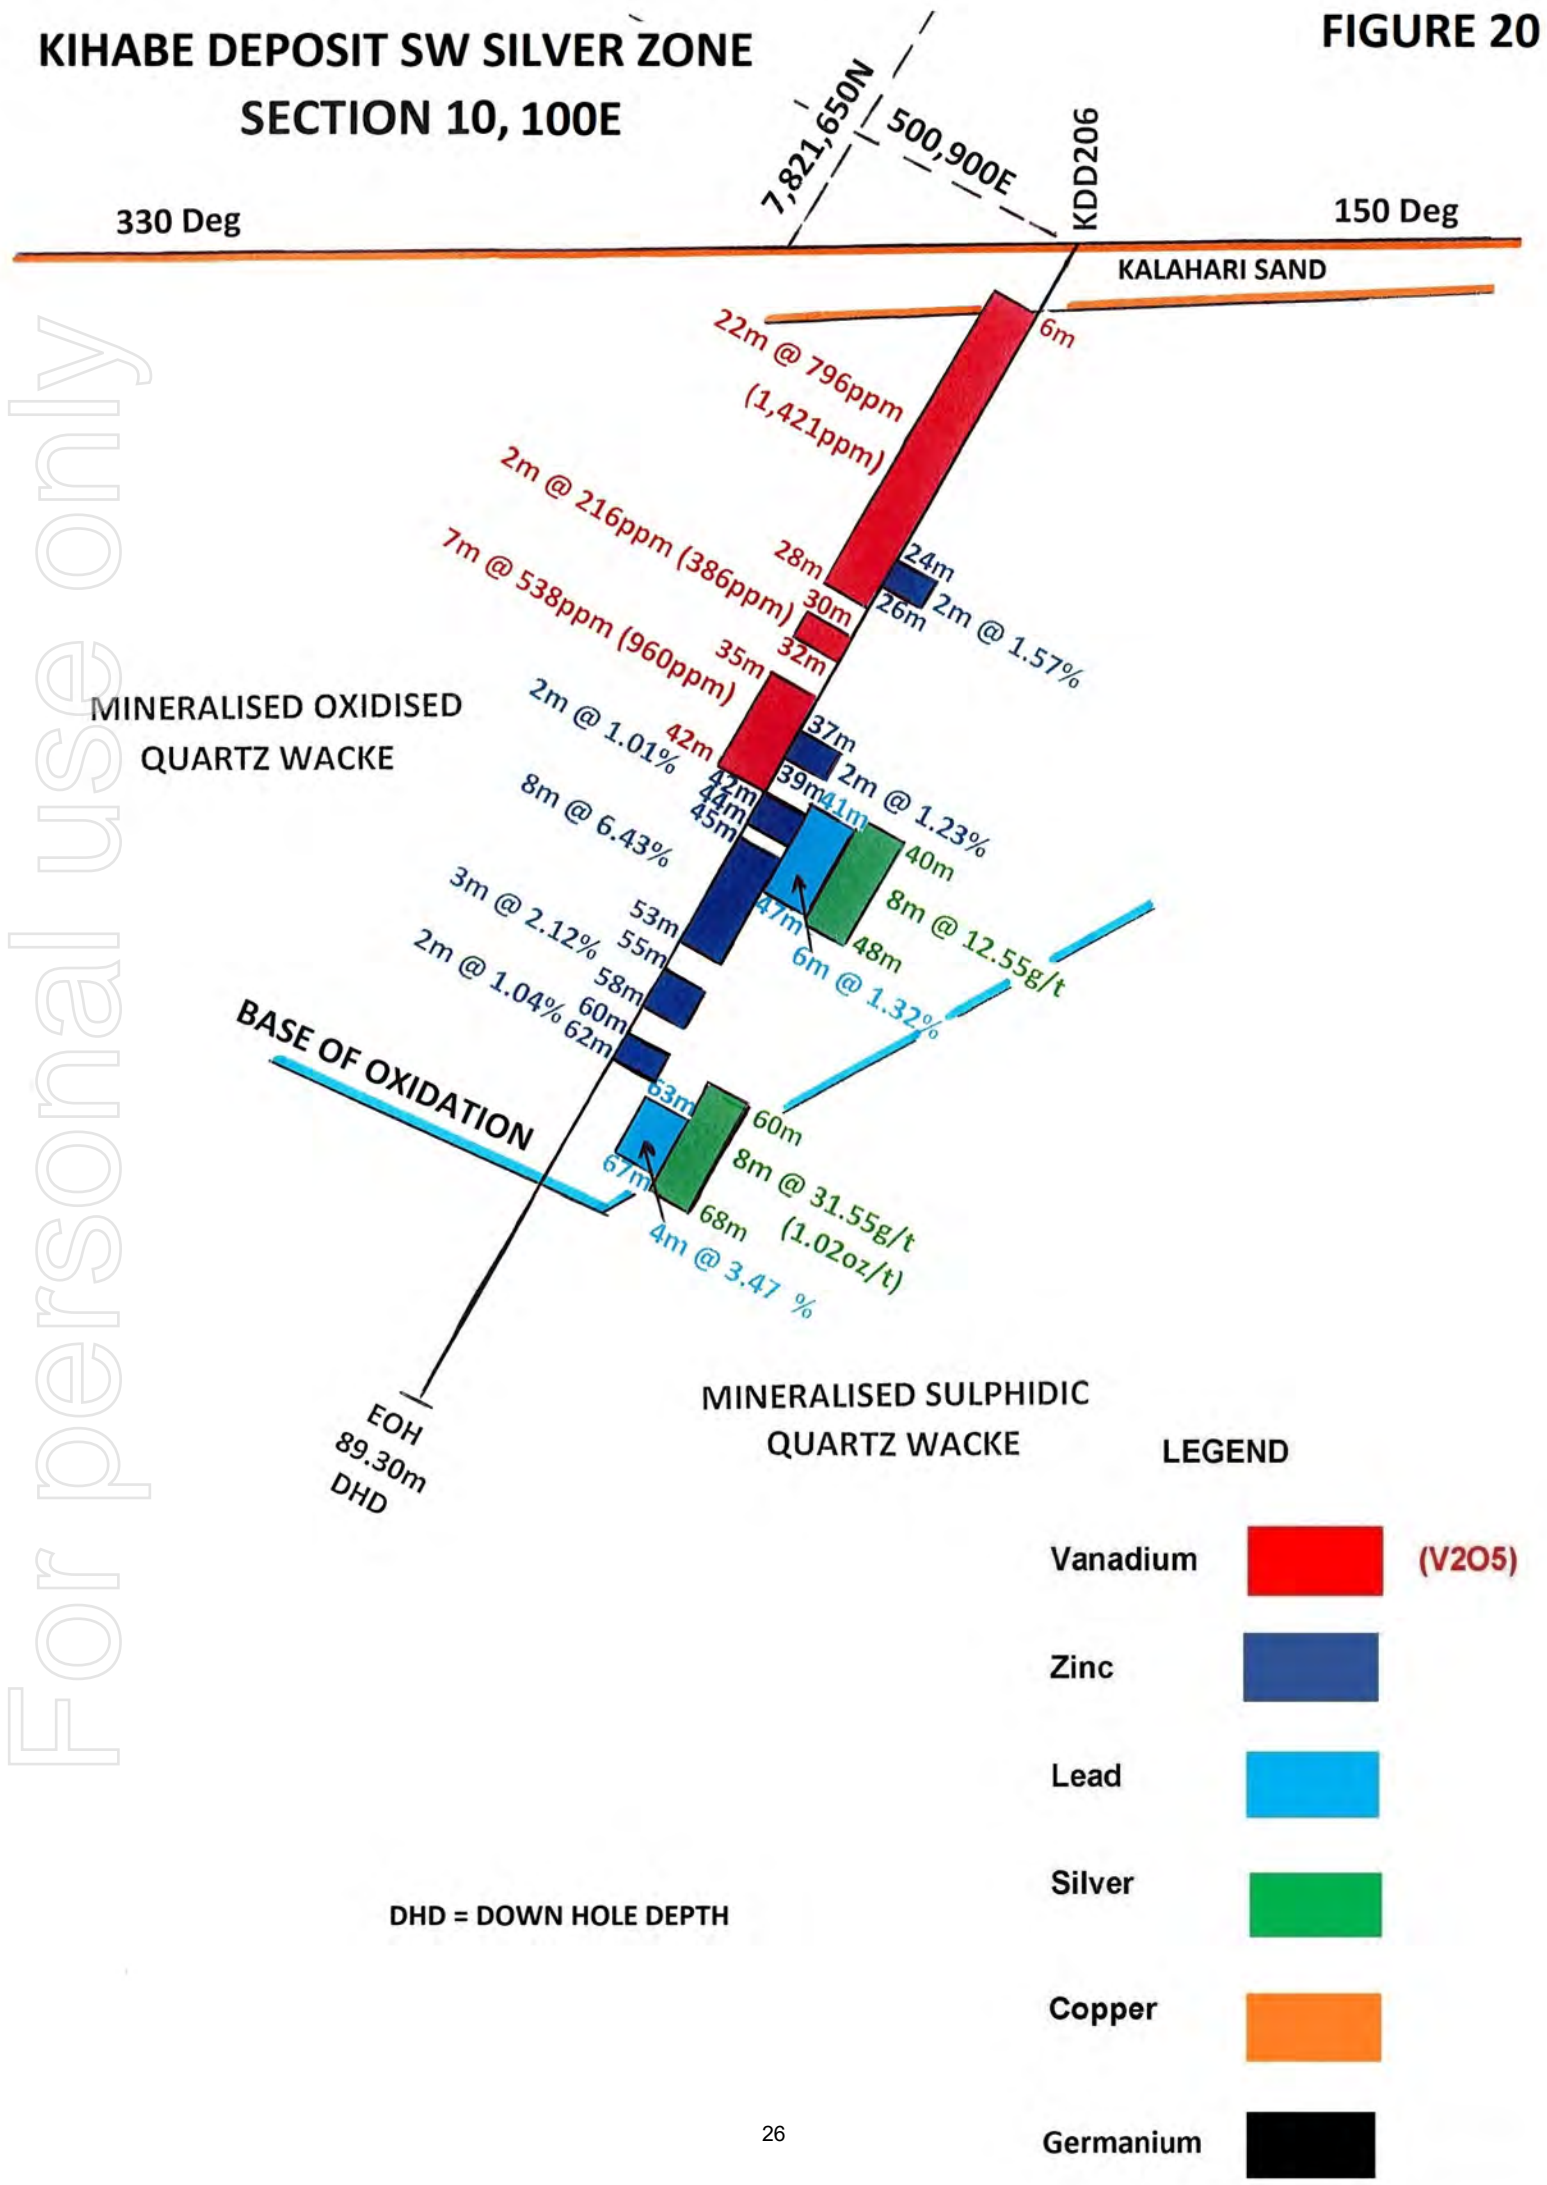 KIHABE DEPOSIT SW SILVER ZONE
SECTION 10, 100E
FIGURE 20
7,821,650N
500,900E
KDD206
330 Deg
150 Deg
KALAHARI SAND
6m
22m @ 796ppm
(1,421ppm)
28m
24m
26m
2m @ 1.57%
2m @ 216ppm (386ppm)
30m
32m
7m @ 538ppm (960ppm)
35m
42m
37m
39m
2m @ 1.23%
MINERALISED OXIDISED
QUARTZ WACKE
2m @ 1.01%
42m
44m
45m
8m @ 6.43%
53m
41m
47m
6m @ 1.32%
40m
8m @ 12.55g/t
48m
3m @ 2.12%
55m
58m
2m @ 1.04%
60m
62m
BASE OF OXIDATION
63m
67m
4m @ 3.47 %
60m
8m @ 31.55g/t
(1.02oz/t)
68m
EOH
89.30m
DHD
MINERALISED SULPHIDIC
QUARTZ WACKE
LEGEND
Vanadium
(V2O5)
Zinc
Lead
Silver
Copper
Germanium
DHD = DOWN HOLE DEPTH
26
For personal use only